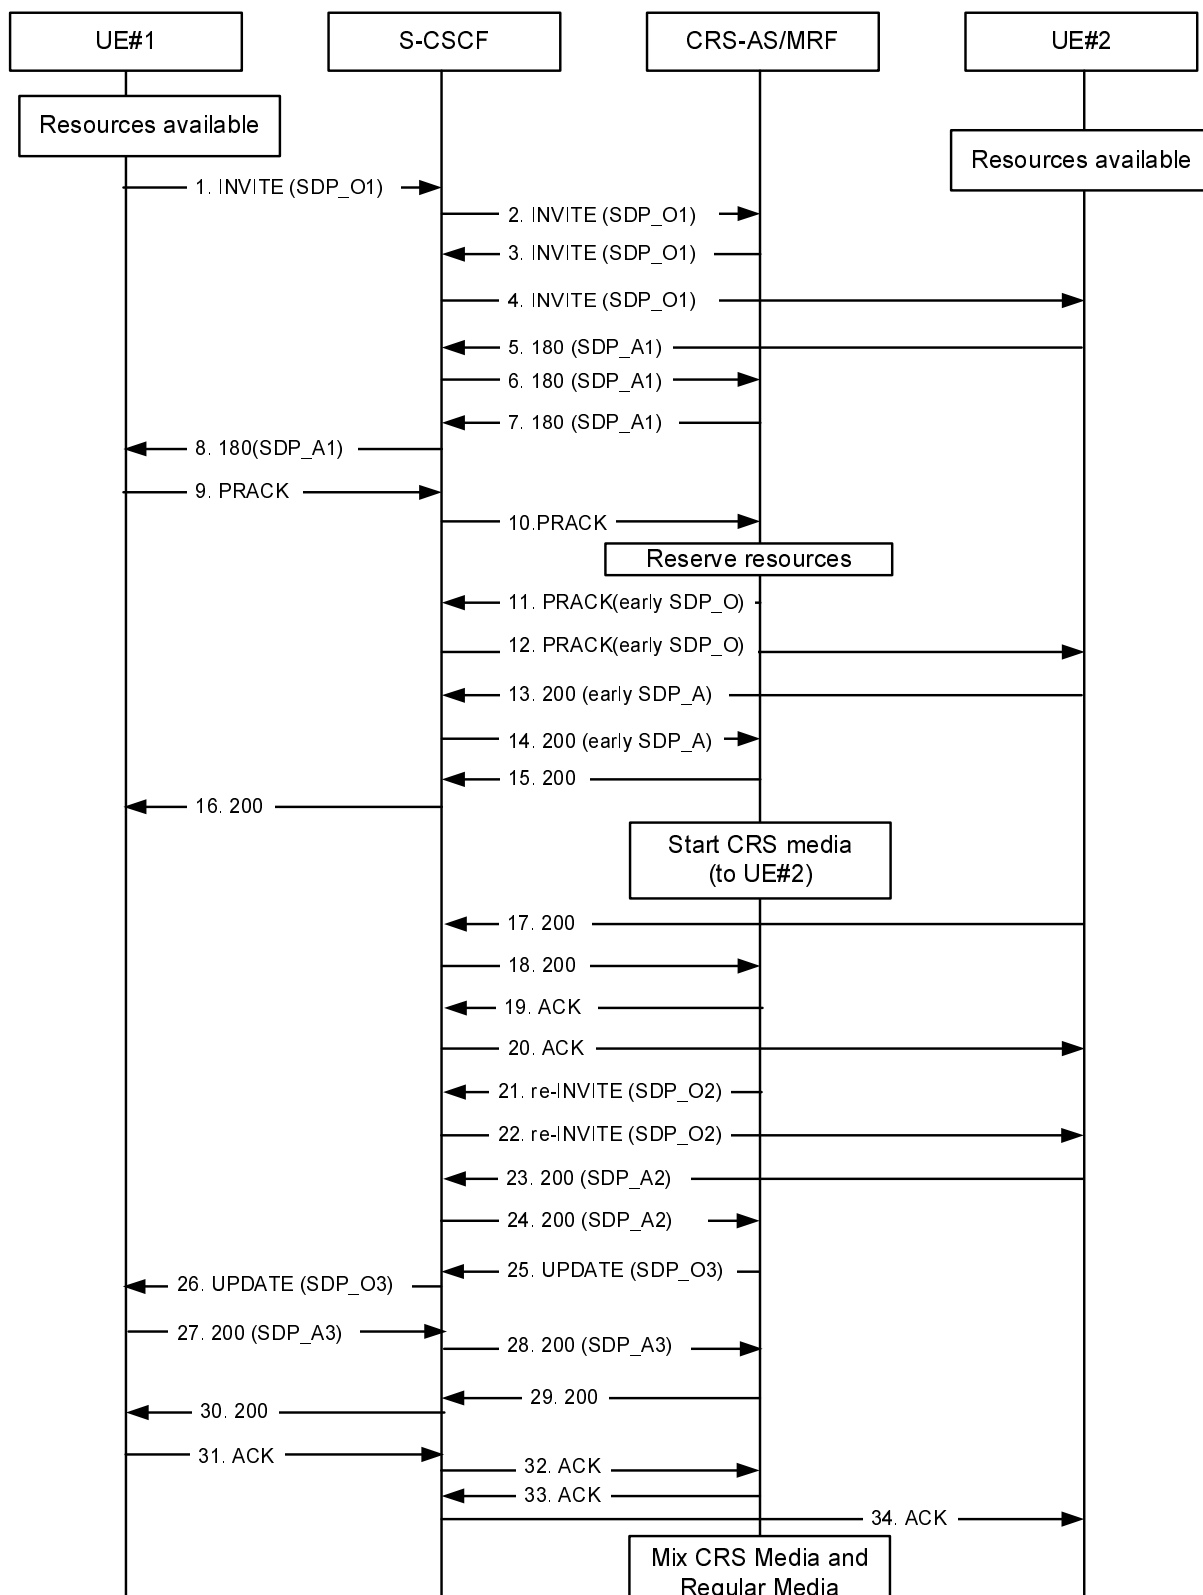 UE#1
S-CSCF
CRS-AS/MRF
UE#2
Resources available
Resources available
1. INVITE (SDP_O1)
2. INVITE (SDP_O1)
3. INVITE (SDP_O1)
4. INVITE (SDP_O1)
5. 180 (SDP_A1)
6. 180 (SDP_A1)
7. 180 (SDP_A1)
8. 180(SDP_A1)
9. PRACK
10.PRACK
Reserve resources
11. PRACK(early SDP_O)
12. PRACK(early SDP_O)
13. 200 (early SDP_A)
14. 200 (early SDP_A)
15. 200
16. 200
Start CRS media
(to UE#2)
17. 200
18. 200
19. ACK
20. ACK
21. re-INVITE (SDP_O2)
22. re-INVITE (SDP_O2)
23. 200 (SDP_A2)
24. 200 (SDP_A2)
25. UPDATE (SDP_O3)
26. UPDATE (SDP_O3)
27. 200 (SDP_A3)
28. 200 (SDP_A3)
29. 200
30. 200
31. ACK
32. ACK
33. ACK
34. ACK
Mix CRS Media and
Regular Media